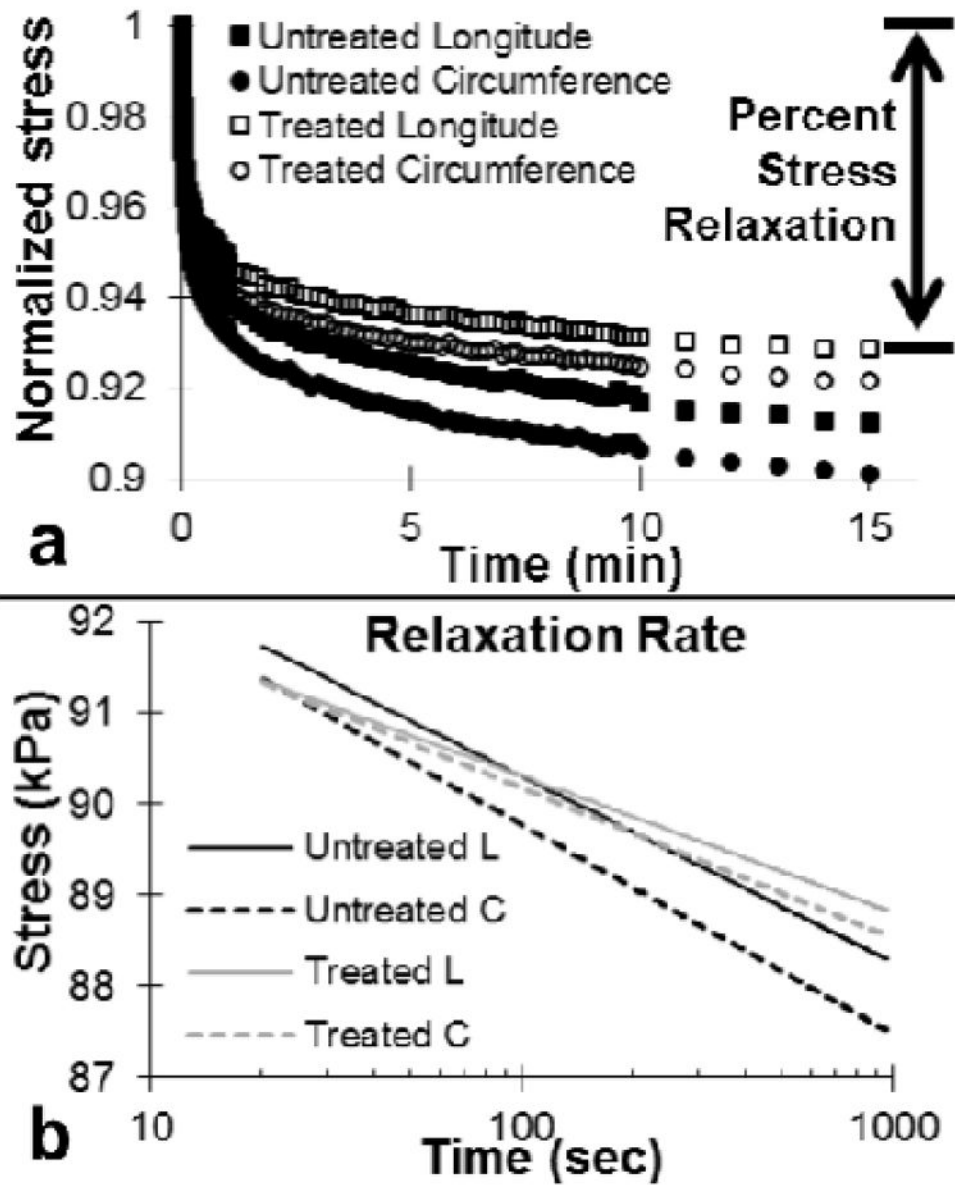 Normalized stress
1
0.98
0.96
0.94
0.92
0.9
Untreated Longitude
Untreated Circumference
Treated Longitude
Treated Circumference
Percent
Stress
Relaxation
0 5 10 15
Time (min)
a
Relaxation Rate
Stress (kPa)
92
91
90
89
88
87
Untreated L
Untreated C
Treated L
Treated C
10 100 1000
Time (sec)
b